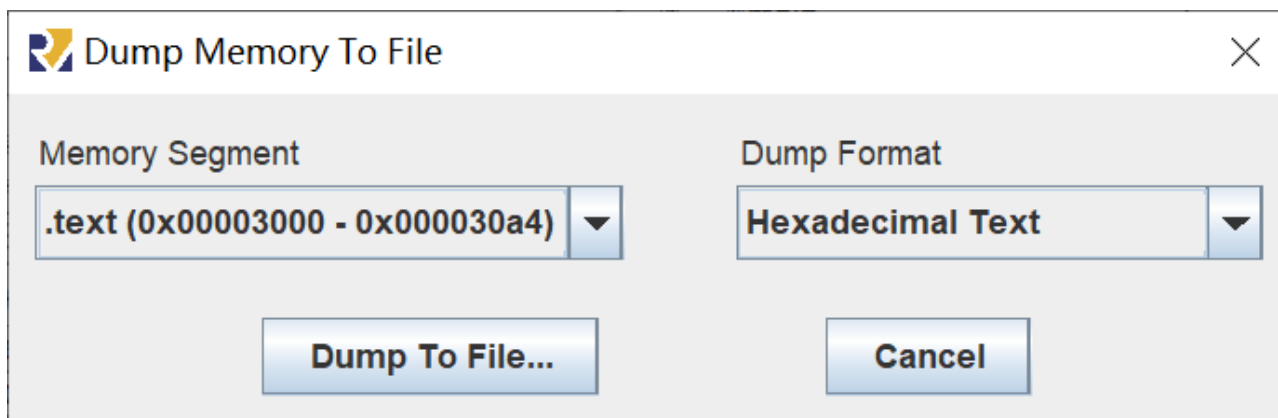 Dump Memory To File
Memory Segment
Dump Format
.text (0x00003000 - 0x000030a4)
Hexadecimal Text
Dump To File...
Cancel